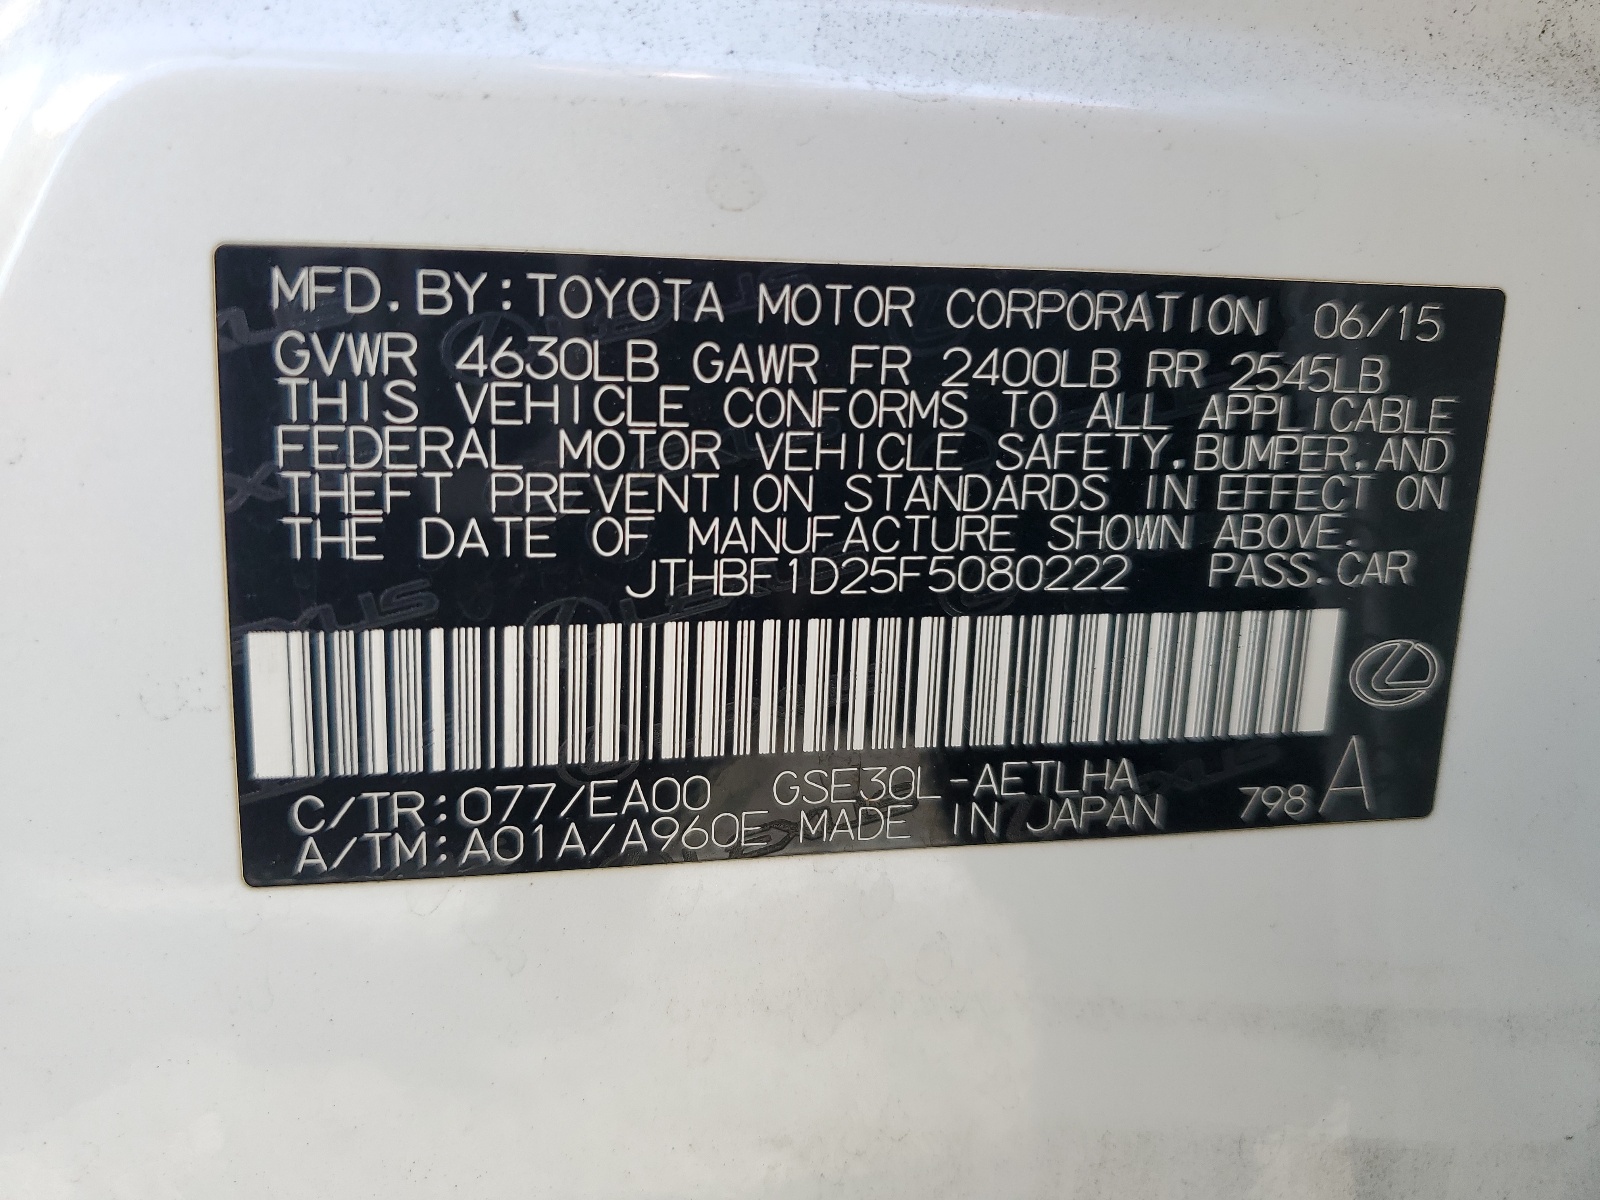 MFD. BY: TOYOTA MOTOR CORPORATION 06/15
GVWR 4630LB GAWR FR 2400LB RR 2545LB
THIS VEHICLE CONFORMS TO ALL APPLICABLE
FEDERAL MOTOR VEHICLE SAFETY, BUMPER, AND
THEFT PREVENTION STANDARDS IN EFFECT ON
THE DATE OF MANUFACTURE SHOWN ABOVE.
JTHBF1D25F5080222 PASS. CAR
C/TR: 077/EA00 GSE30L-AETLHA
A/TM: A01A/A960E MADE IN JAPAN 798 A